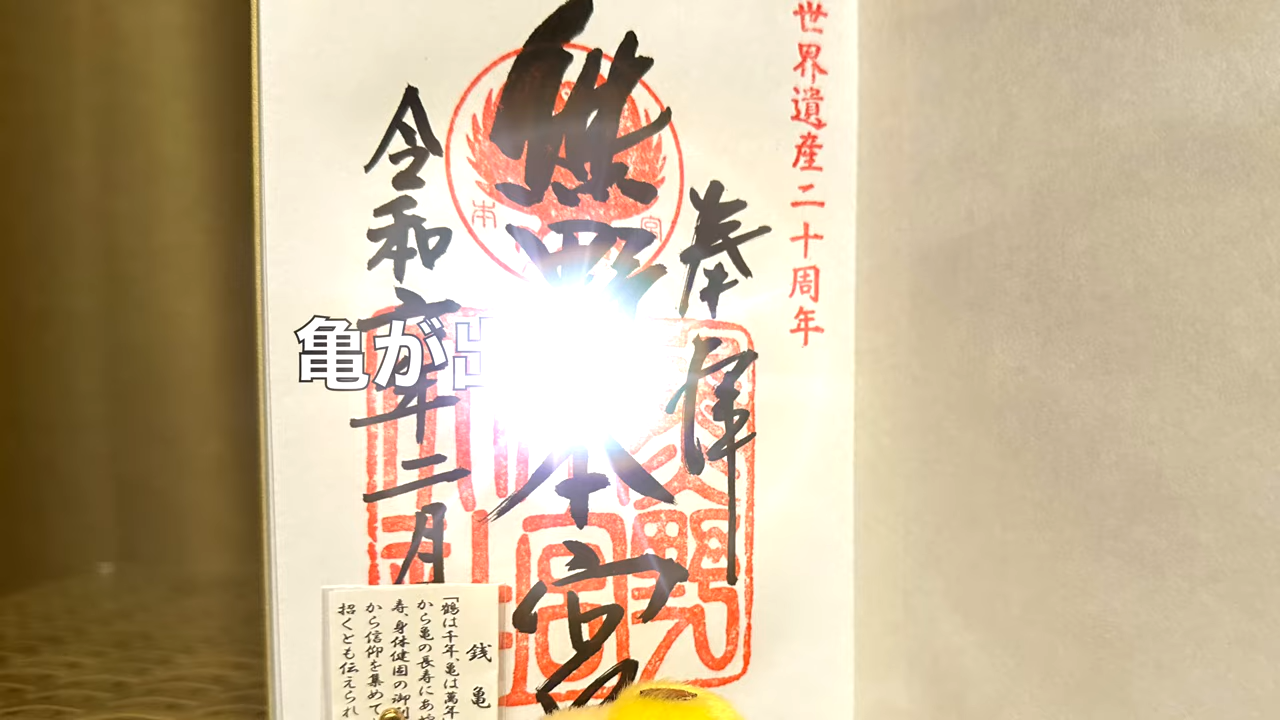 世界遺産二十周年
奉拝
熊野本宮
令和六年二月
本
宮
亀が
銭亀
「鶴は千年、亀は萬年
から亀の長寿にあ
寿、身体健固の御
から信仰を集めて
招くとも伝えられ